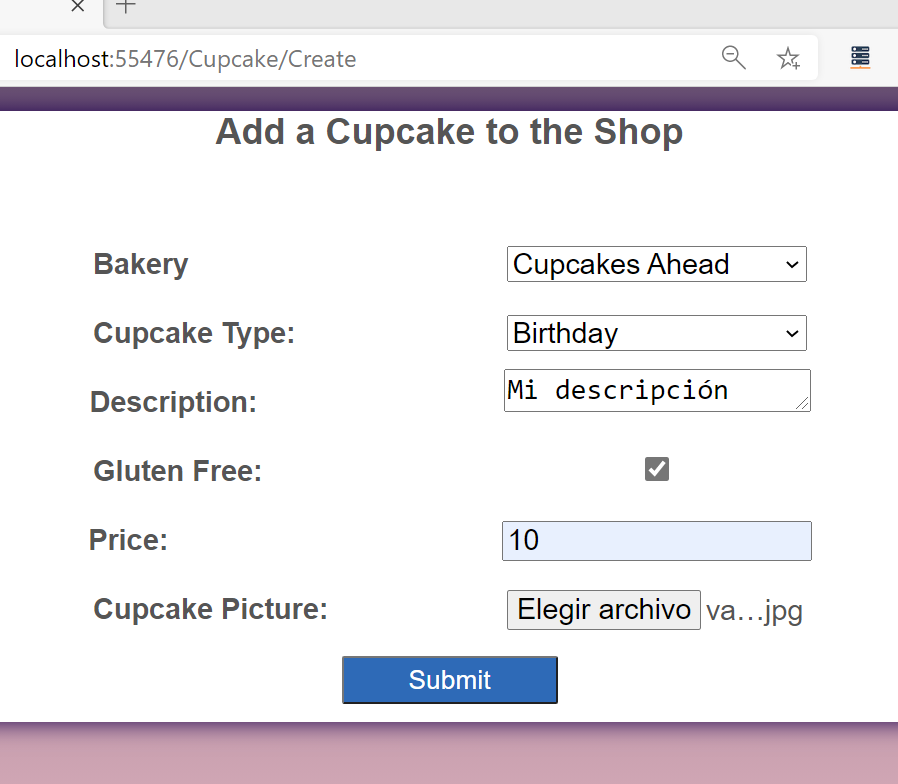 localhost:55476/Cupcake/Create
Add a Cupcake to the Shop
Bakery Cupcakes Ahead
Cupcake Type: Birthday
Description: Mi descripción
Gluten Free:
Price: 10
Cupcake Picture: Elegir archivo va...jpg
Submit